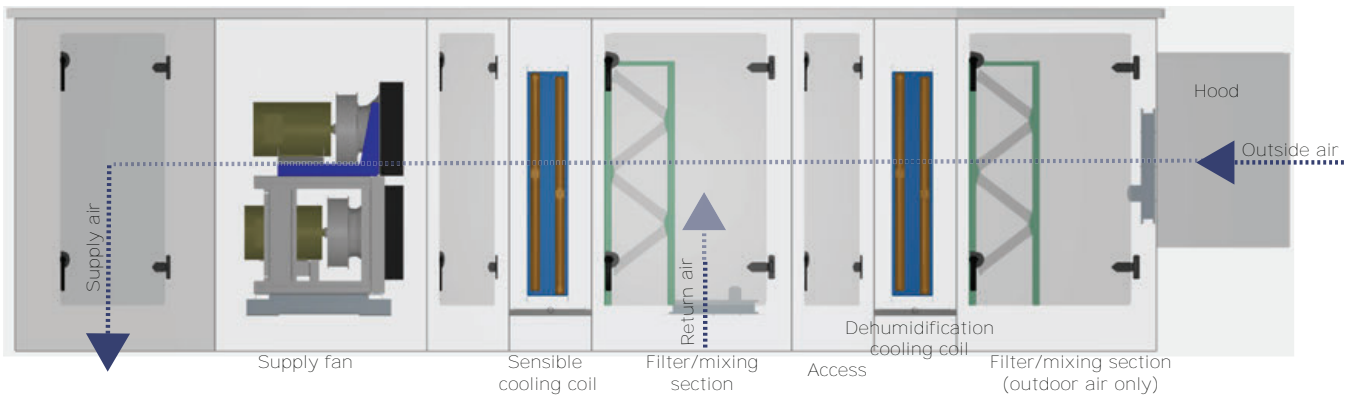 Hood
Outside air
Supply air
Return air
Supply fan
Sensible
cooling coil
Filter/mixing
section
Access
Dehumidification
cooling coil
Filter/mixing section
(outdoor air only)